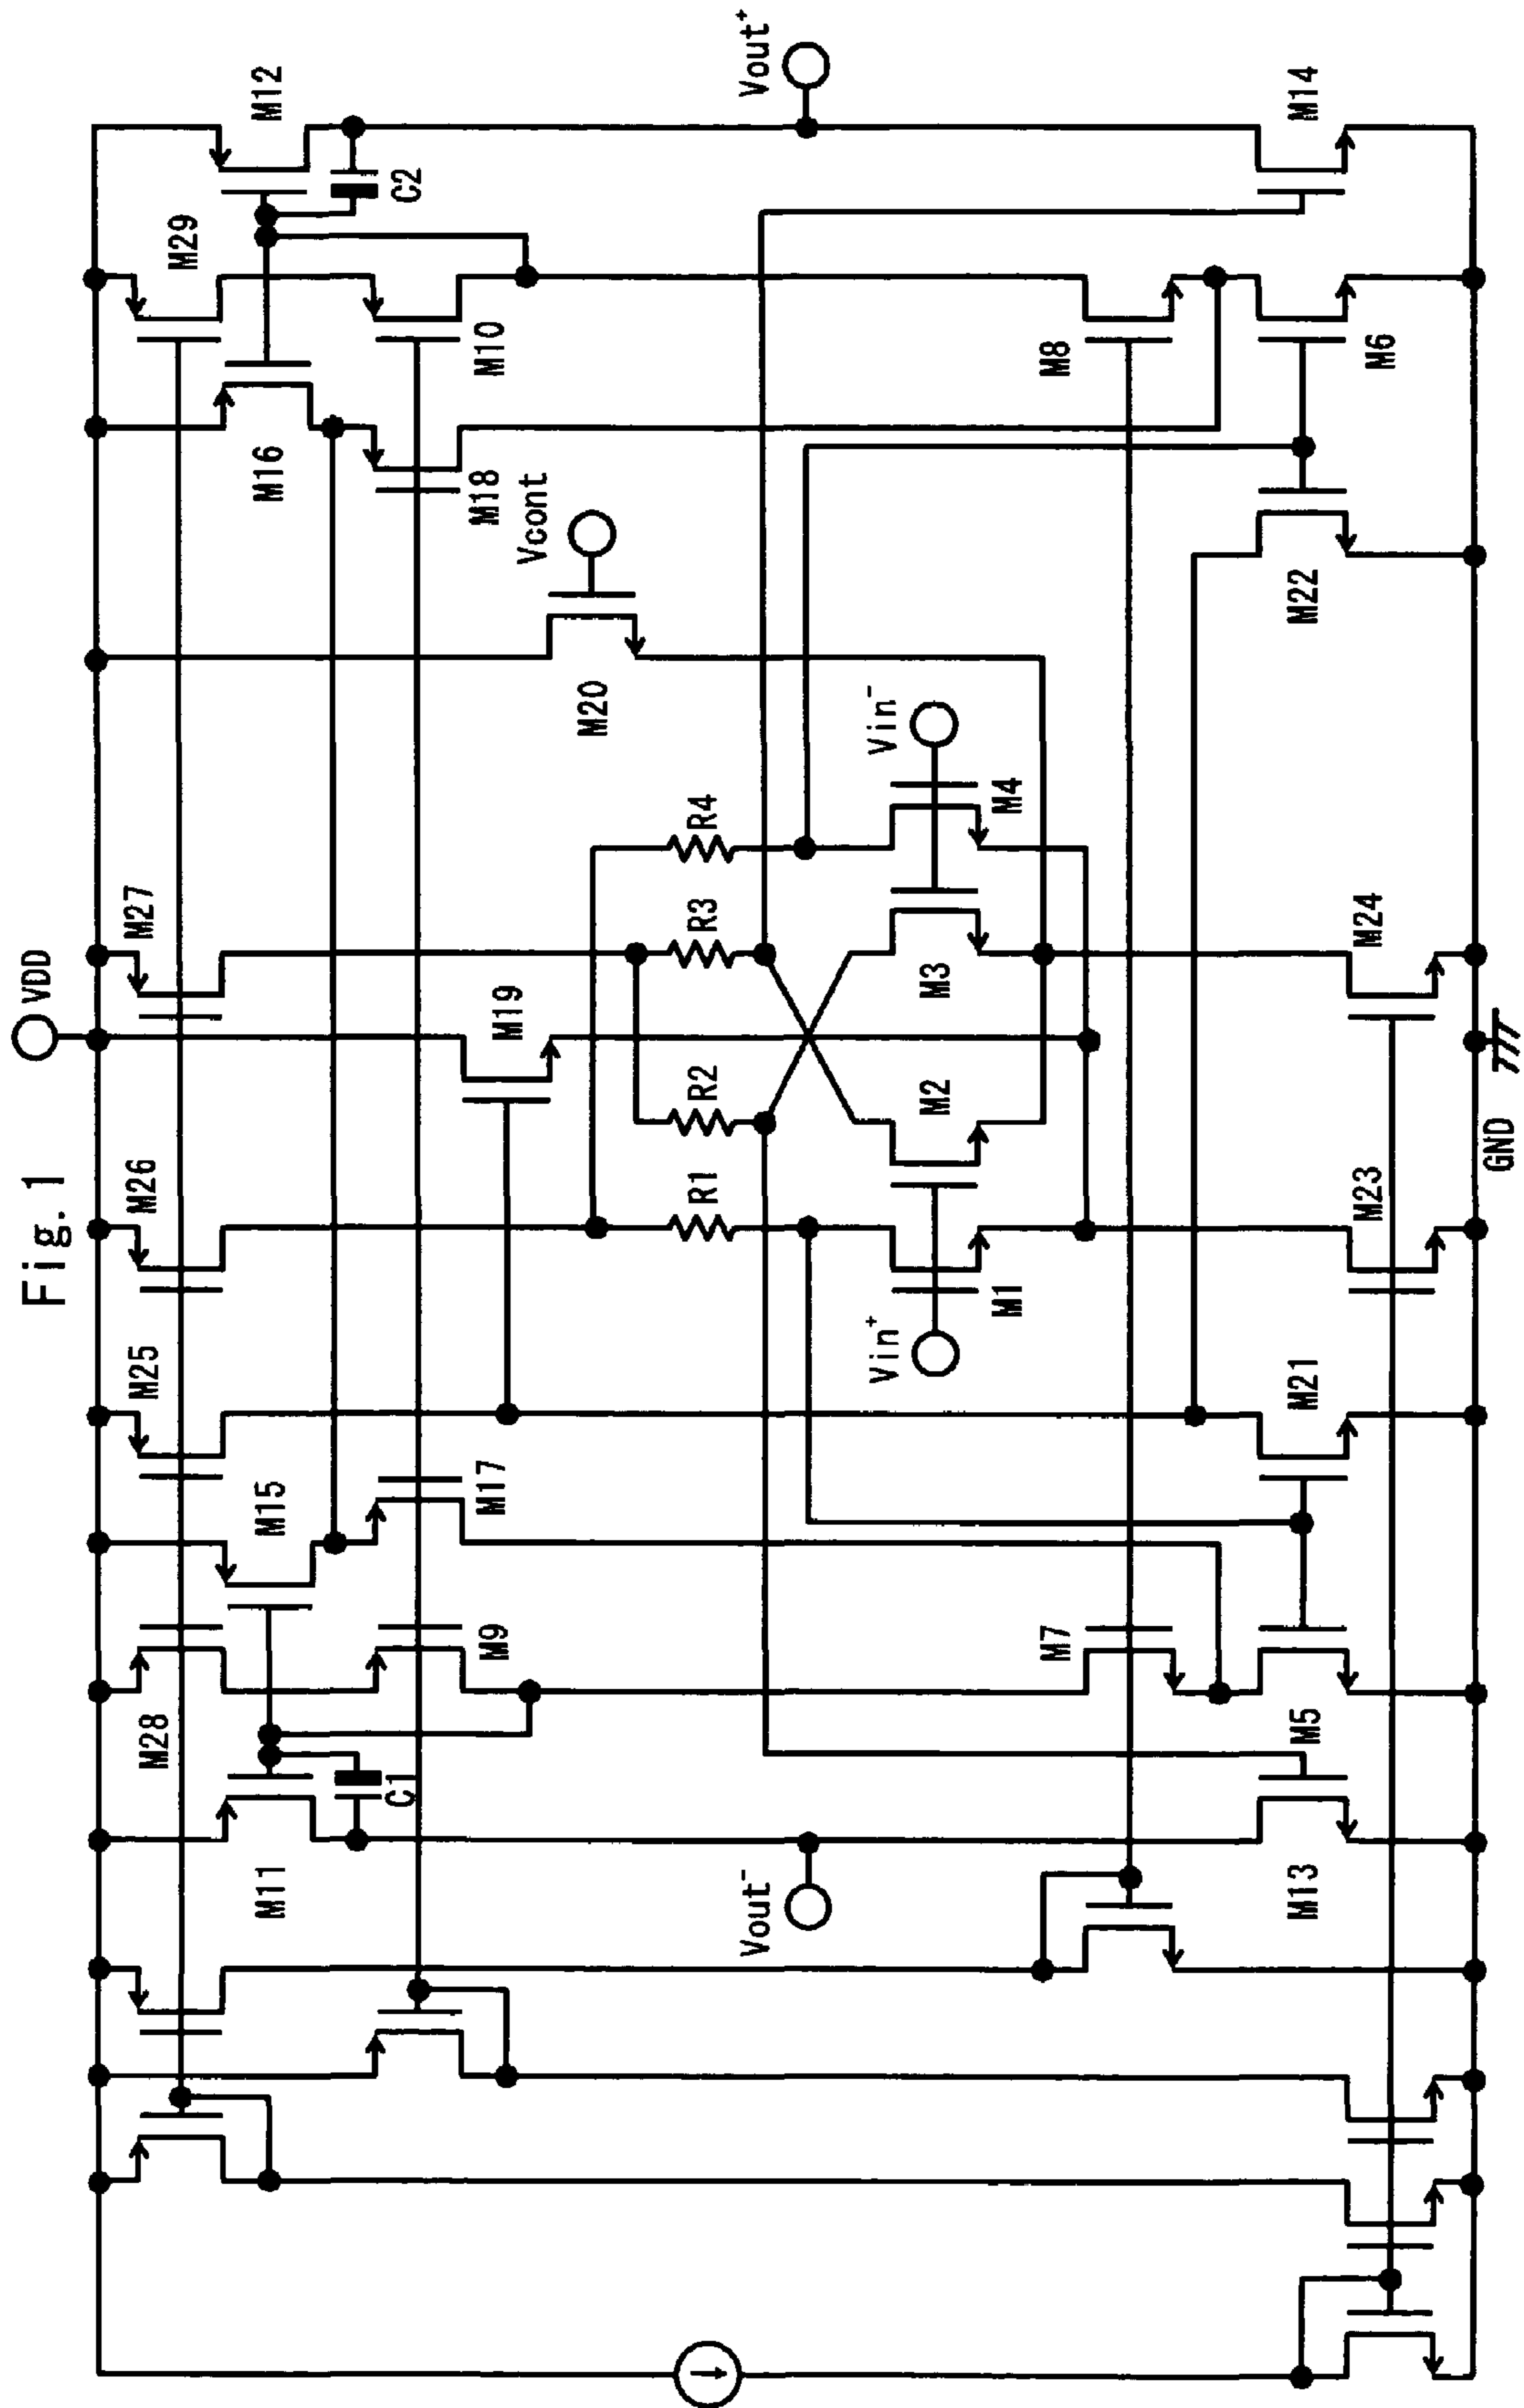 Fig. 1
VDD
M12
M29
M27
M26
M25
M28
M16
M15
M11
C2
C1
M10
M18
M19
M17
M9
Vcont
M20
R4
R3
R2
R1
Vout+
Vin-
Vin+
Vout-
M4
M3
M2
M1
M8
M7
M14
M6
M22
M24
M23
M21
M5
M13
GND